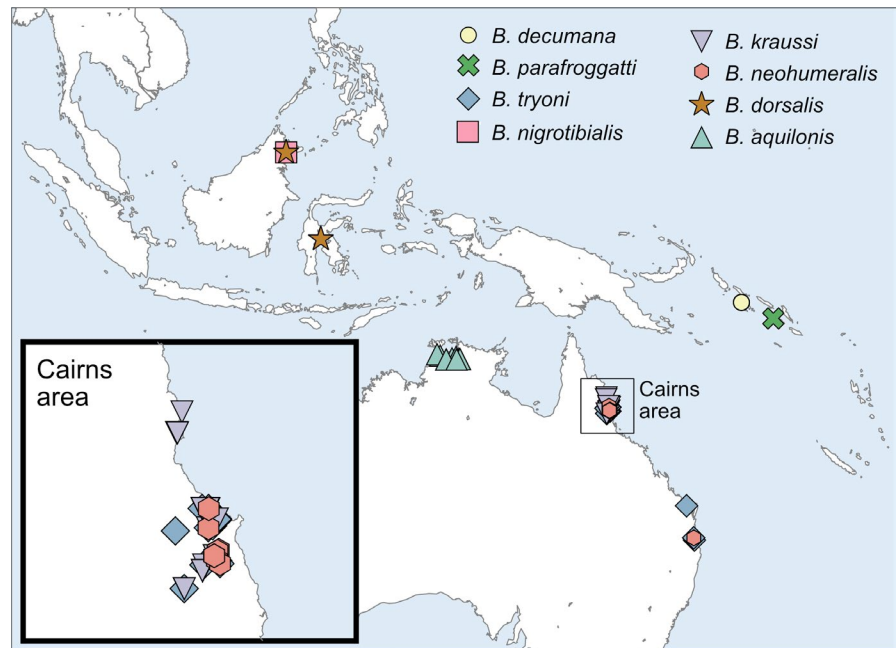 B. decumana
B. parafroggatti
B. tryoni
B. nigrotibialis
B. kraussi
B. neohumeralis
B. dorsalis
B. aquilonis
Cairns
area
Cairns
area